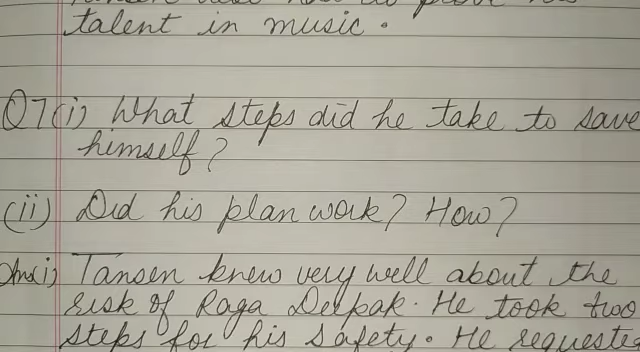 talent in music.
Q7(i) What steps did he take to save
himself?
(ii) Did his plan work? How?
Ans i) Tansen knew very well about the
risk of Raga Deepak. He took two
steps for his safety. He requested